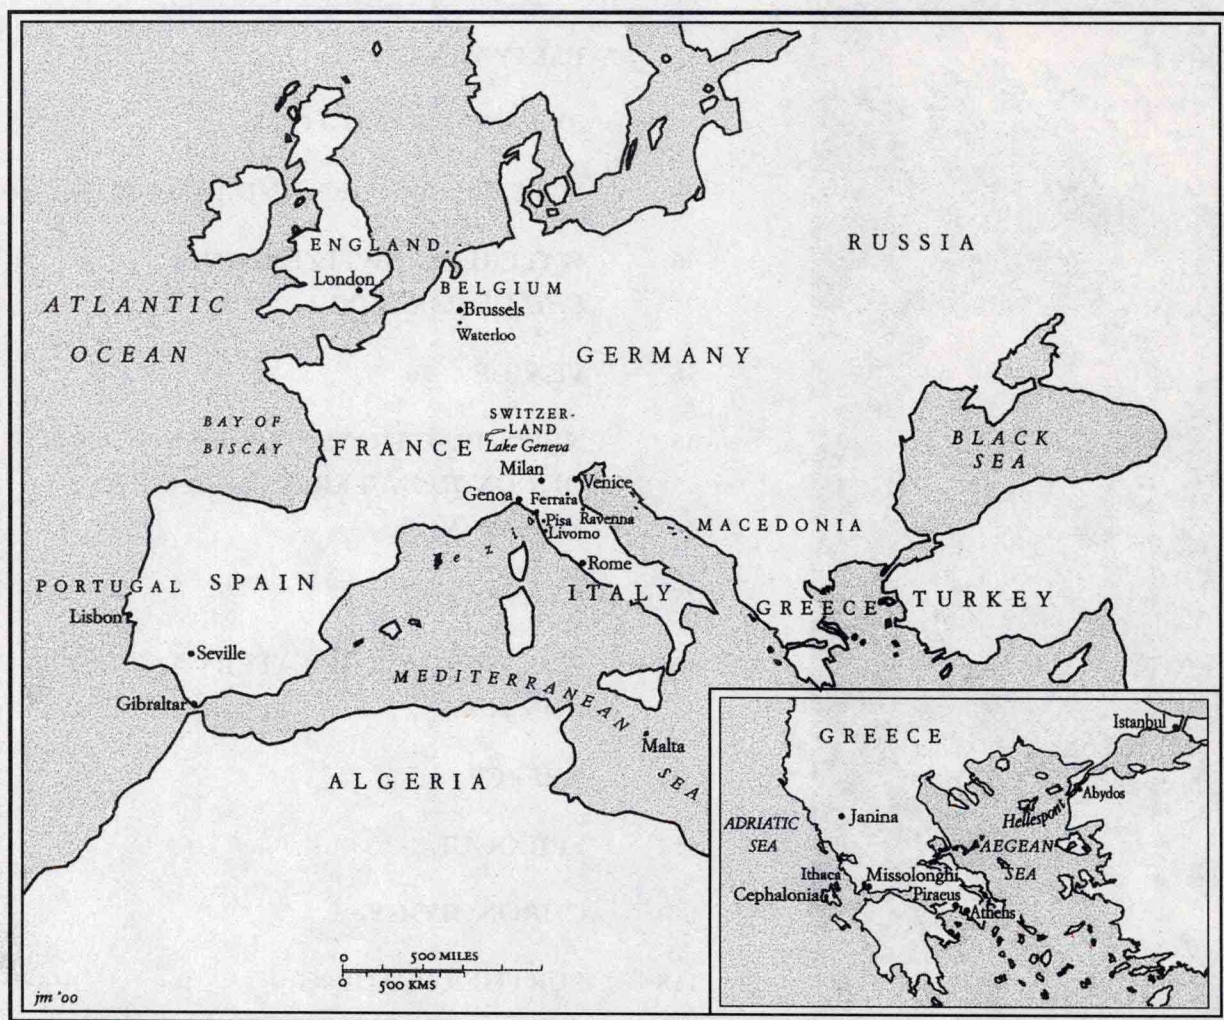 RUSSIA
ENGLAND
London
BELGIUM
Brussels
Waterloo
ATLANTIC
OCEAN
GERMANY
BAY OF
BISCAY
FRANCE
SWITZER-
LAND
Lake Geneva
Milan
Venice
Genoa
Ferrara
Pisa
Ravenna
Livorno
Rome
ITALY
BLACK
SEA
MACEDONIA
PORTUGAL
Lisbon
SPAIN
Seville
Gibraltar
GREECE
TURKEY
MEDITERRANEAN
SEA
Malta
ALGERIA
0 500 MILES
0 500 KMS
jm '00
GREECE
Istanbul
Abydos
Hellespont
Janina
ADRIATIC
SEA
AEGEAN
SEA
Ithaca
Missolonghi
Cephalonia
Piraeus
Athens